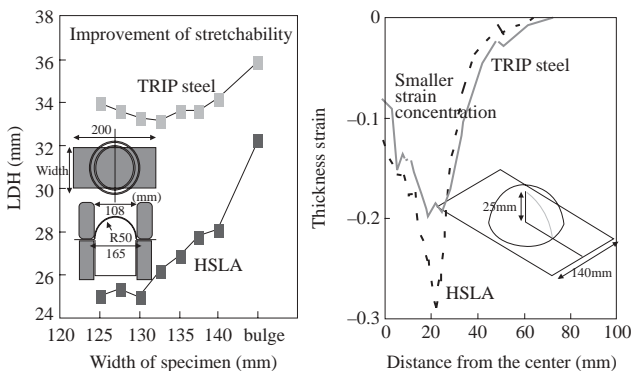 Improvement of stretchability
38
36
34
32
30
28
26
24
LDH (mm)
TRIP steel
200
Width
(mm)
108
R50
165
HSLA
120
125
130
135
140
bulge
Width of specimen (mm)
0
−0.1
−0.2
−0.3
Thickness strain
Smaller
strain
concentration
TRIP steel
25mm
140mm
HSLA
0
20
40
60
80
100
Distance from the center (mm)